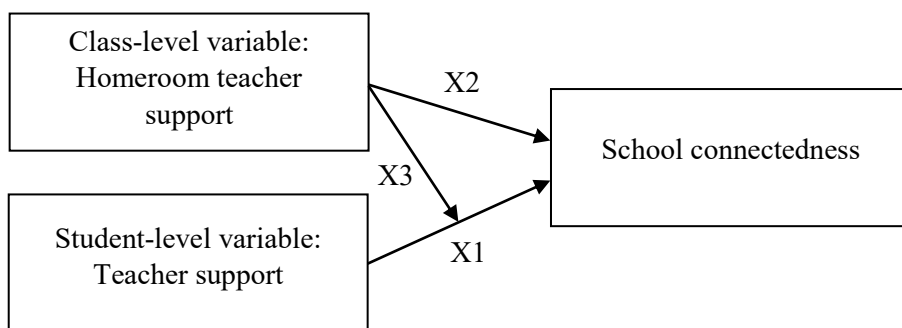 Class-level variable:
Homeroom teacher
support
X2
School connectedness
X3
Student-level variable:
Teacher support
X1